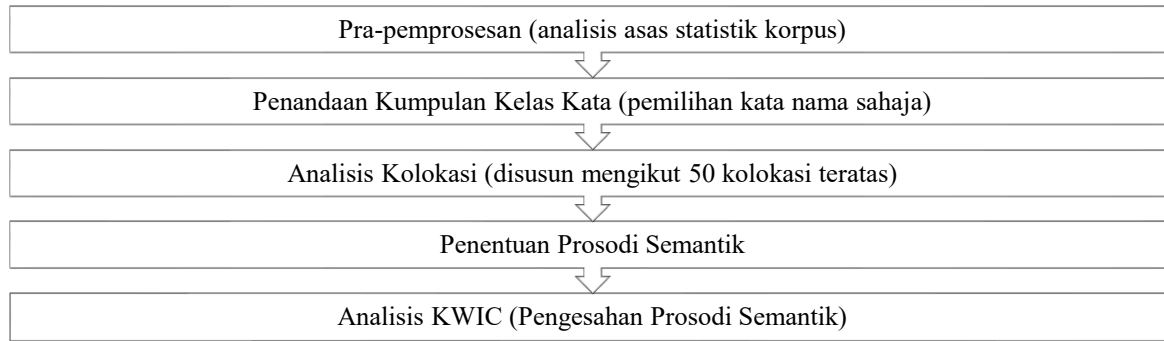 Pra-pemprosesan (analisis asas statistik korpus)
Penandaan Kumpulan Kelas Kata (pemilihan kata nama sahaja)
Analisis Kolokasi (disusun mengikut 50 kolokasi teratas)
Penentuan Prosodi Semantik
Analisis KWIC (Pengesahan Prosodi Semantik)